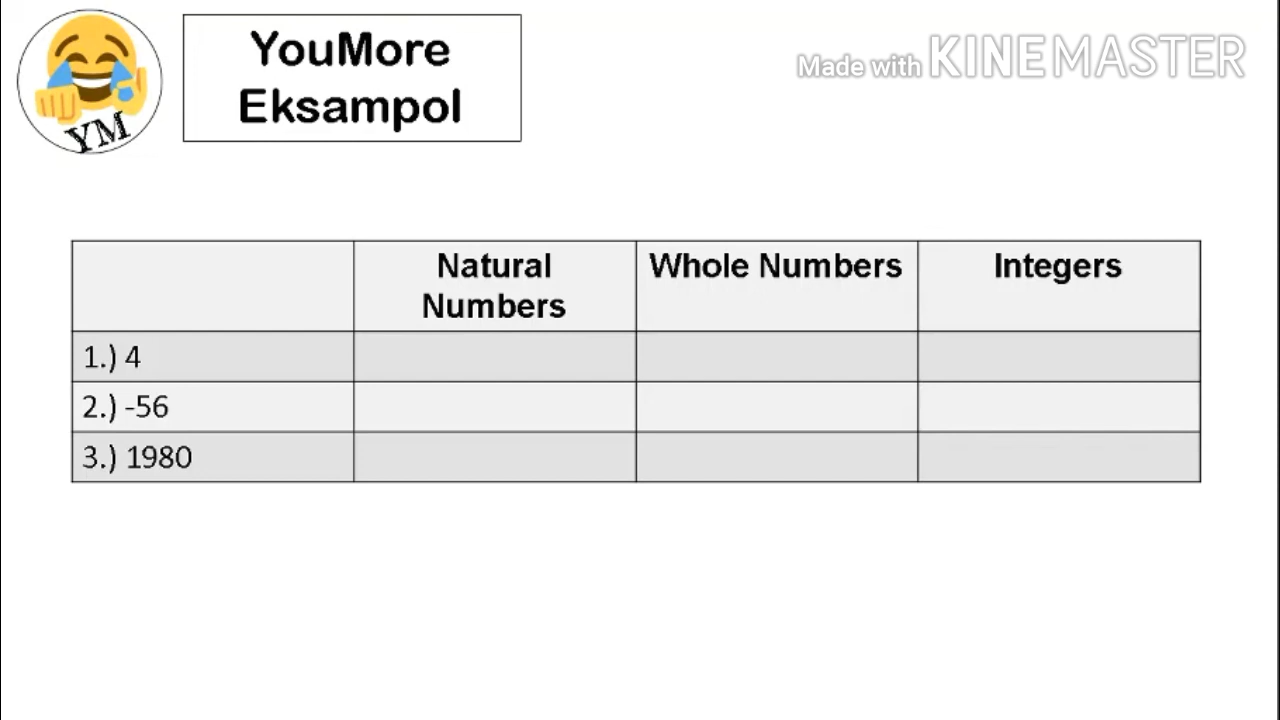 YouMore
Eksampol
Made with KINEMASTER
YM
Natural
Numbers
Whole Numbers
Integers
1.) 4
2.) -56
3.) 1980